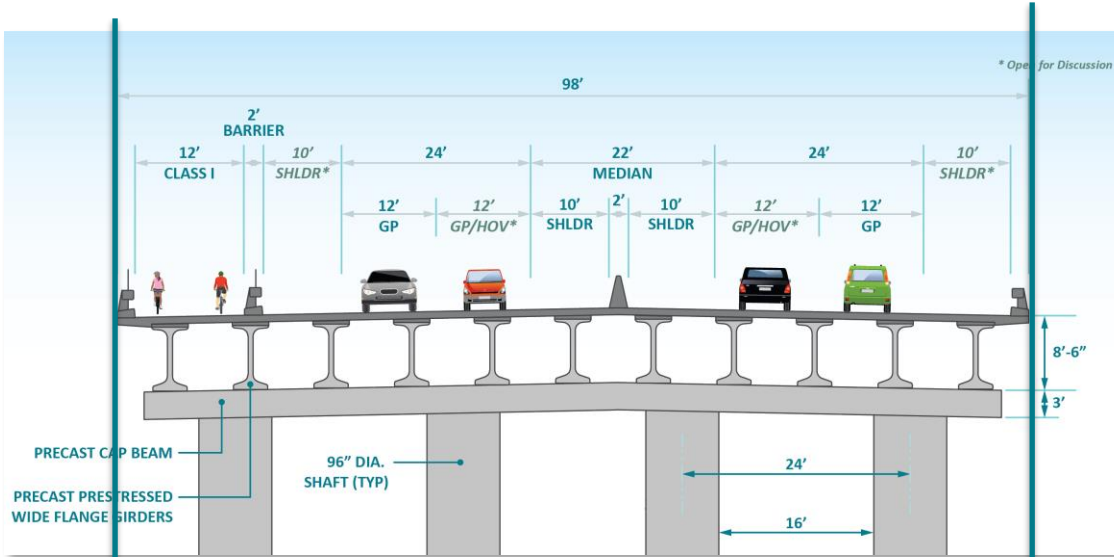 * Open for Discussion
98'
2'
BARRIER
12'
CLASS I
10'
SHLDR*
24'
22'
MEDIAN
24'
10'
SHLDR*
12'
GP
12'
GP/HOV*
10'
SHLDR
2'
10'
SHLDR
12'
GP/HOV*
12'
GP
8'-6"
3'
PRECAST CAP BEAM
PRECAST PRESTRESSED
WIDE FLANGE GIRDERS
96" DIA.
SHAFT (TYP)
24'
16'